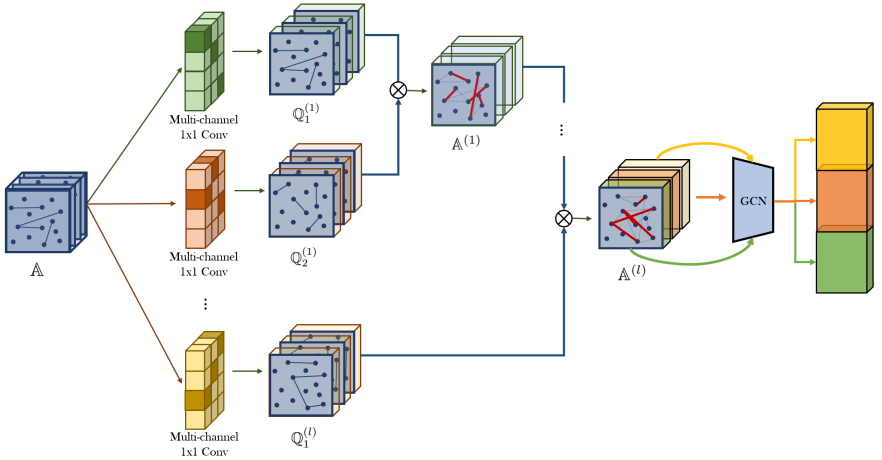 𝔸
Multi-channel
1x1 Conv
ℚ₁⁽¹⁾
𝔸⁽¹⁾
Multi-channel
1x1 Conv
ℚ₂⁽¹⁾
...
...
GCN
𝔸⁽ˡ⁾
Multi-channel
1x1 Conv
ℚ₁⁽ˡ⁾